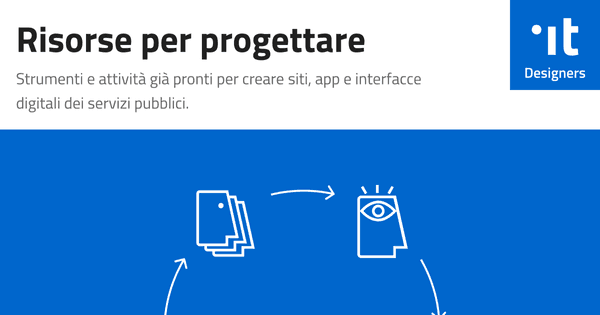 Risorse per progettare
Strumenti e attività già pronti per creare siti, app e interfacce
digitali dei servizi pubblici.
.it
Designers